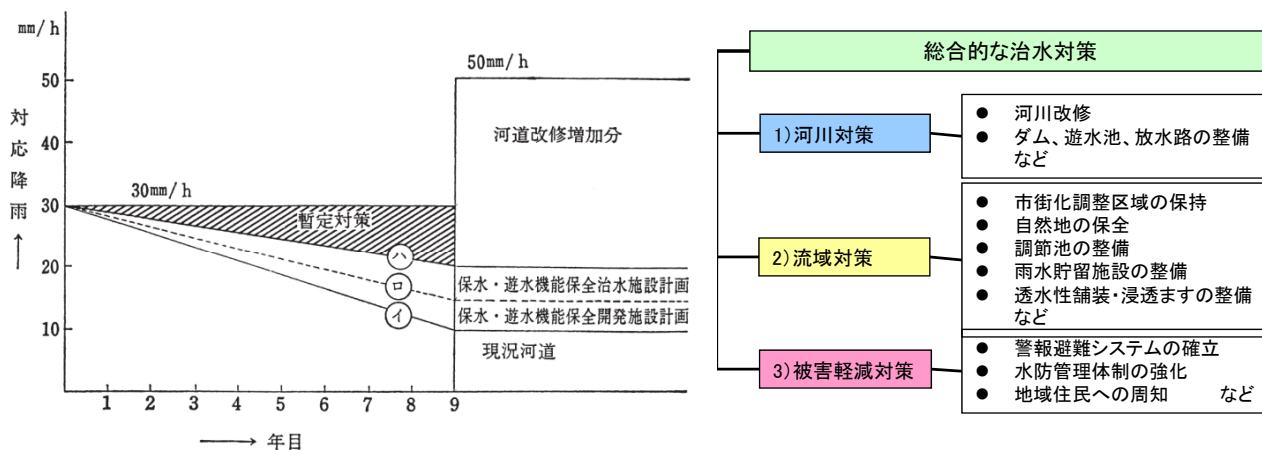 mm/h
50
40
30
20
10
対応降雨→
50mm/h
河道改修増加分
30mm/h
暫定対策
ハ
ロ
イ
保水・遊水機能保全治水施設計画
保水・遊水機能保全開発施設計画
現況河道
1 2 3 4 5 6 7 8 9
→ 年目
総合的な治水対策
1)河川対策
● 河川改修
● ダム、遊水池、放水路の整備
など
2)流域対策
● 市街化調整区域の保持
● 自然地の保全
● 調節池の整備
● 雨水貯留施設の整備
● 透水性舗装・浸透ますの整備
など
3)被害軽減対策
● 警報避難システムの確立
● 水防管理体制の強化
● 地域住民への周知 など